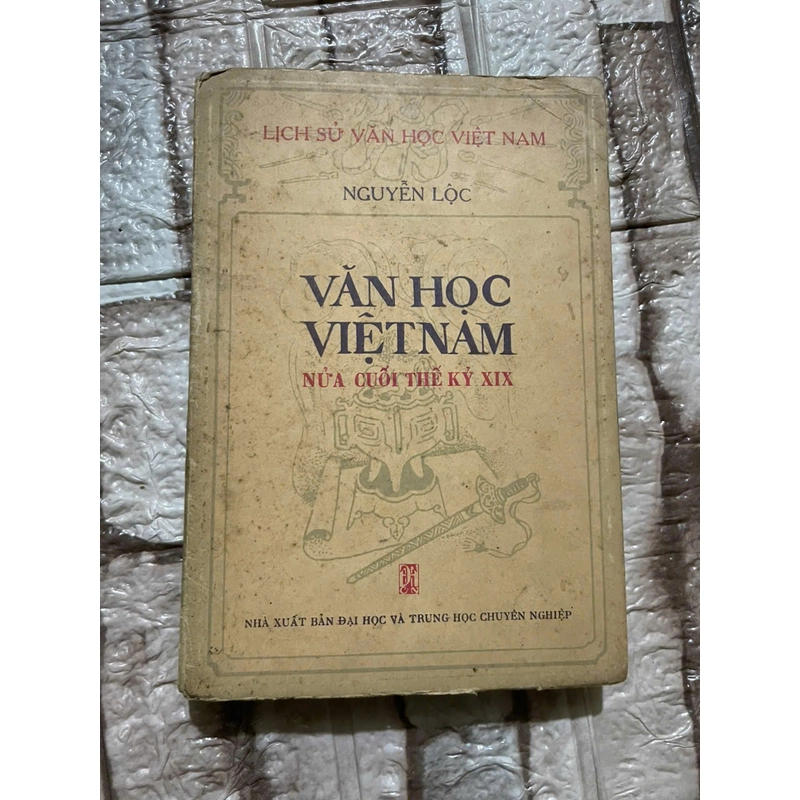 LỊCH SỬ VĂN HỌC VIỆT NAM
NGUYỄN LỘC
VĂN HỌC
VIỆT NAM
NỬA CUỐI THẾ KỶ XIX
NHÀ XUẤT BẢN ĐẠI HỌC VÀ TRUNG HỌC CHUYÊN NGHIỆP